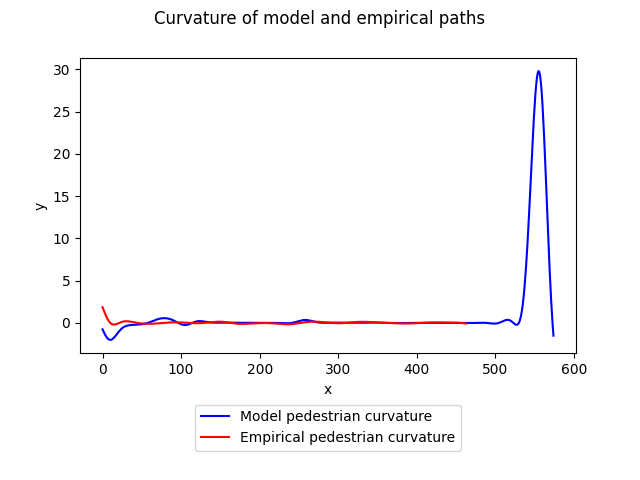 Curvature of model and empirical paths
30
25
20
15
10
5
0
y
0 100 200 300 400 500 600
x
Model pedestrian curvature
Empirical pedestrian curvature